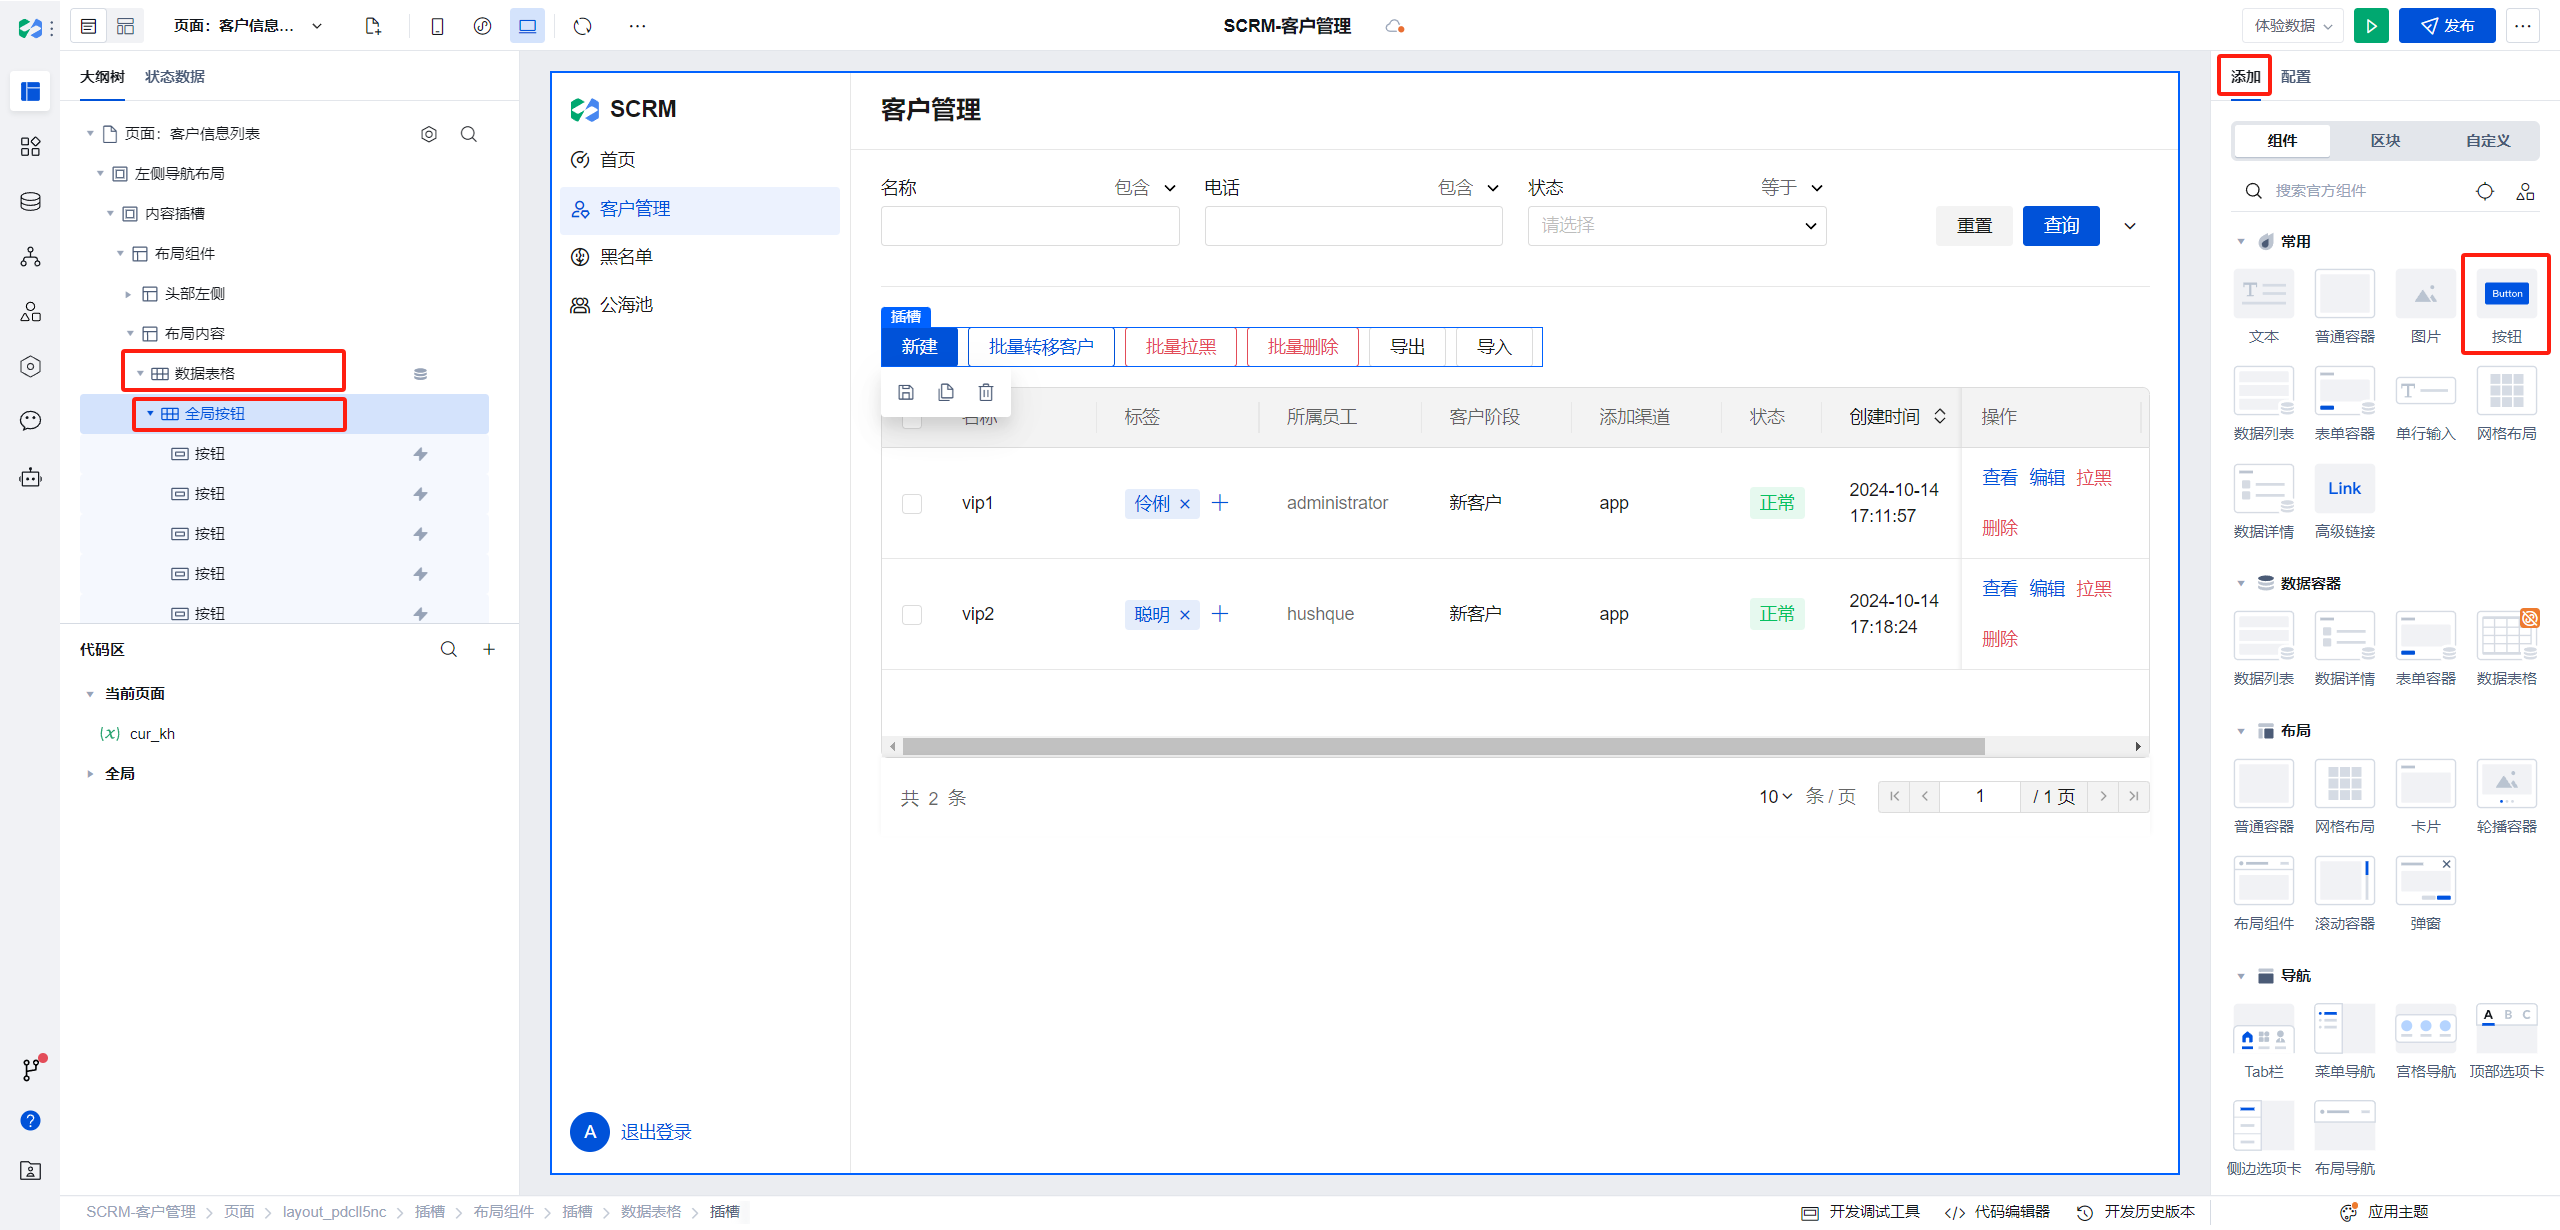 页面：客户信息...
SCRM-客户管理
体验数据
发布
大纲树 状态数据
页面：客户信息列表
左侧导航布局
内容插槽
布局组件
头部左侧
布局内容
数据表格
全局按钮
按钮
按钮
按钮
按钮
按钮
代码区
当前页面
(x) cur_kh
全局
SCRM
首页
客户管理
黑名单
公海池
A 退出登录
客户管理
名称 包含 电话 包含 状态 等于
请选择 重置 查询
插槽
新建 批量转移客户 批量拉黑 批量删除 导出 导入
名称 标签 所属员工 客户阶段 添加渠道 状态 创建时间 操作
vip1 伶俐 × + administrator 新客户 app 正常 2024-10-14 17:11:57 查看 编辑 拉黑
删除
vip2 聪明 × + hushque 新客户 app 正常 2024-10-14 17:18:24 查看 编辑 拉黑
删除
共 2 条 10 条 / 页 1 / 1 页
添加 配置
组件 区块 自定义
搜索官方组件
常用
T Button
文本 普通容器 图片 按钮
T
数据列表 表单容器 单行输入 网格布局
Link
数据详情 高级链接
数据容器
数据列表 数据详情 表单容器 数据表格
布局
普通容器 网格布局 卡片 轮播容器
布局组件 滚动容器 弹窗
导航
A B C
Tab栏 菜单导航 宫格导航 顶部选项卡
侧边选项卡 布局导航
SCRM-客户管理 > 页面 > layout_pdcll5nc > 插槽 > 布局组件 > 插槽 > 数据表格 > 插槽
开发调试工具 </> 代码编辑器 开发历史版本 应用主题